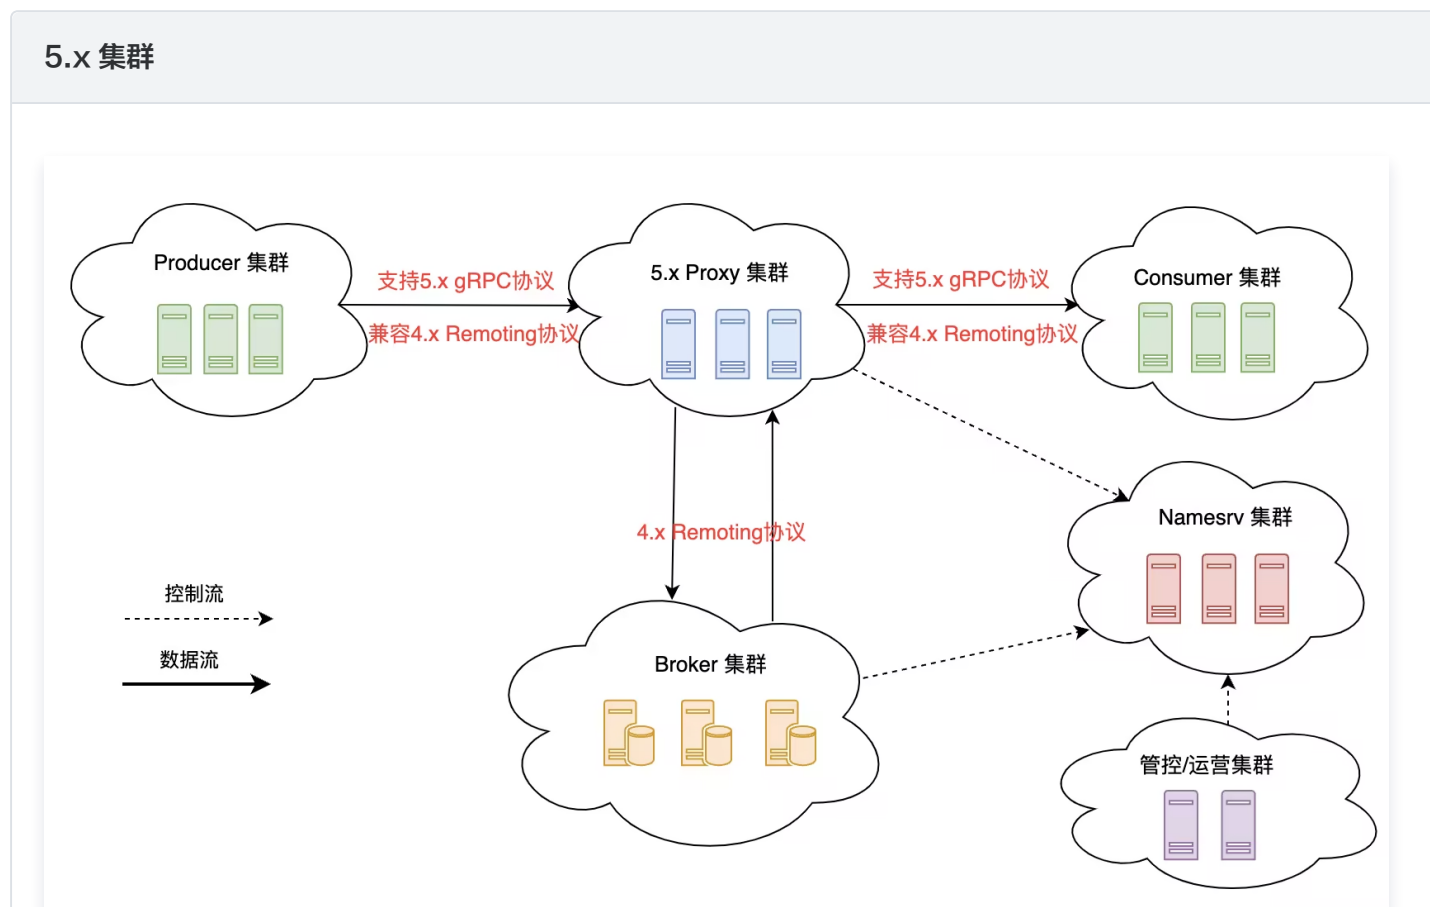 5.x 集群
Producer 集群
支持5.x gRPC协议
兼容4.x Remoting协议
5.x Proxy 集群
支持5.x gRPC协议
兼容4.x Remoting协议
Consumer 集群
4.x Remoting协议
Namesrv 集群
控制流
数据流
Broker 集群
管控/运营集群